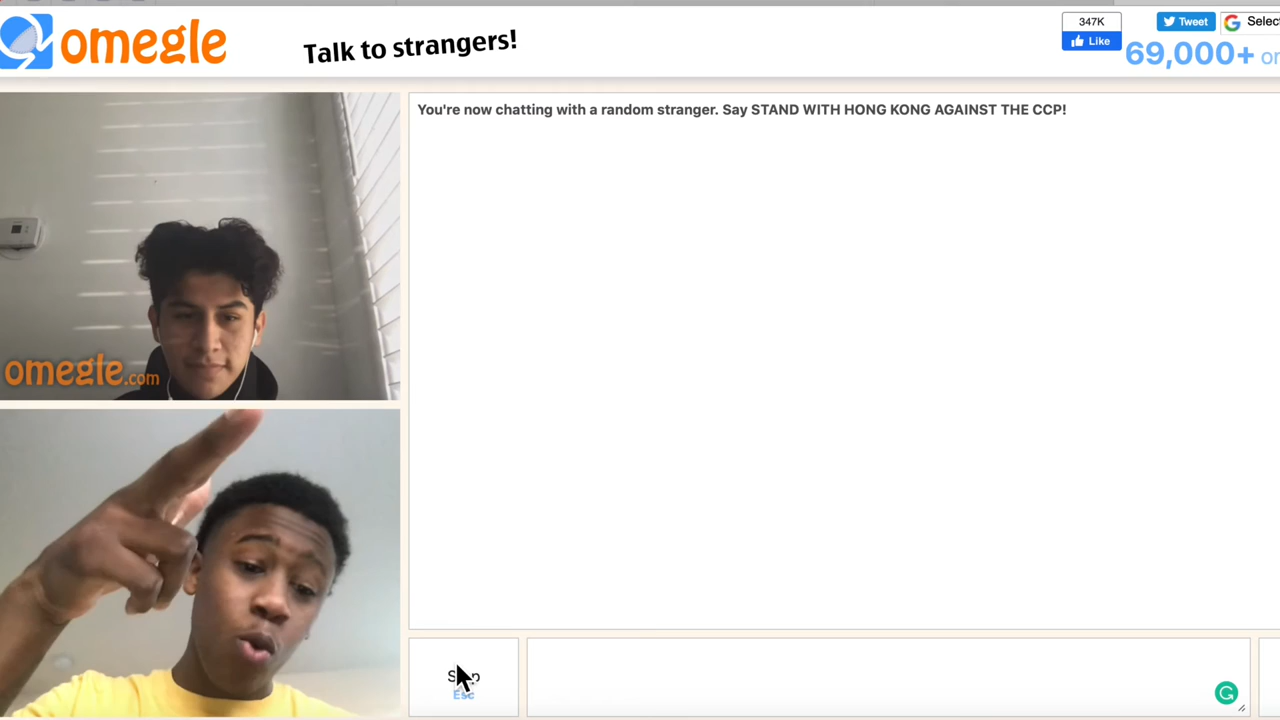 omegle
Talk to strangers!
347K
Like
Tweet
Select
69,000+
You're now chatting with a random stranger. Say STAND WITH HONG KONG AGAINST THE CCP!
omegle.com
Esc